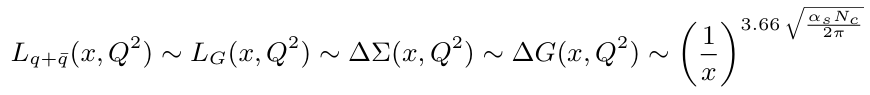 L_{q+\bar{q}}(x, Q^2) \sim L_G(x, Q^2) \sim \Delta\Sigma(x, Q^2) \sim \Delta G(x, Q^2) \sim \left(\frac{1}{x}\right)^{3.66 \sqrt{\frac{\alpha_s N_c}{2\pi}}}